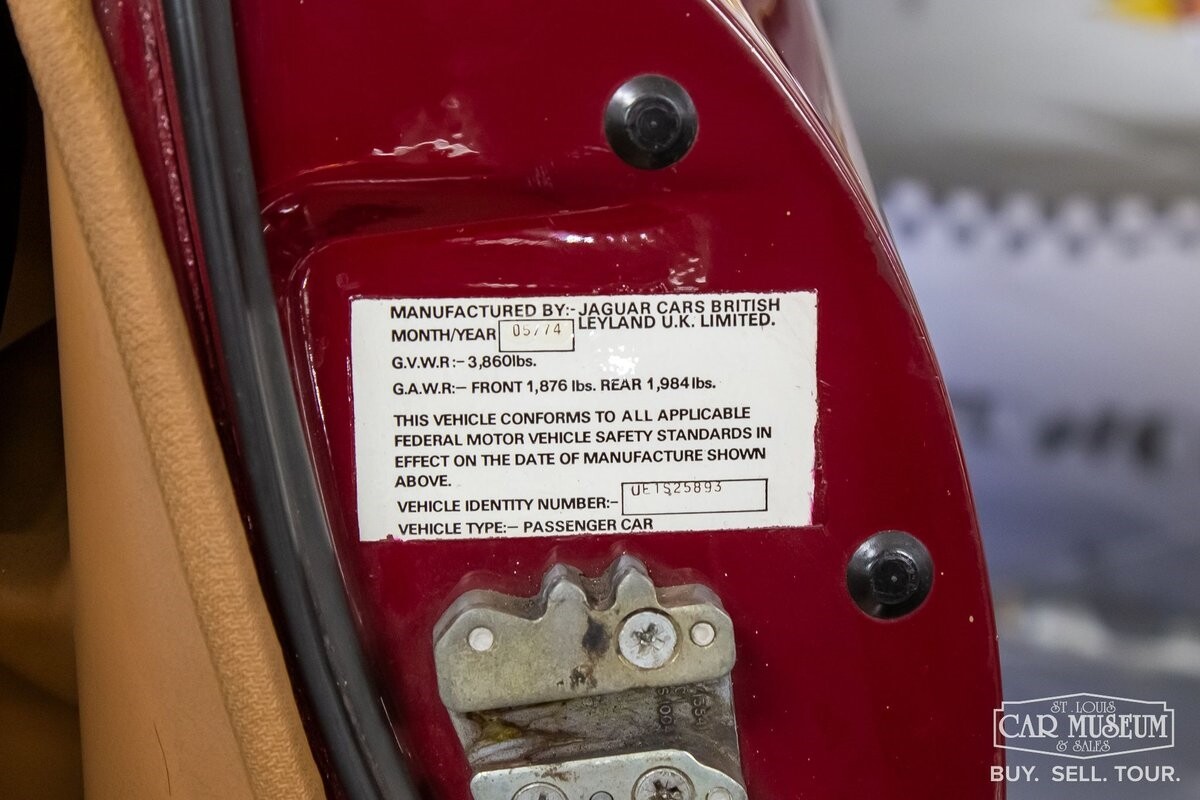 MANUFACTURED BY:- JAGUAR CARS BRITISH
LEYLAND U.K. LIMITED.
MONTH/YEAR 05/74
G.V.W.R:- 3,860lbs.
G.A.W.R:- FRONT 1,876 lbs. REAR 1,984 lbs.
THIS VEHICLE CONFORMS TO ALL APPLICABLE
FEDERAL MOTOR VEHICLE SAFETY STANDARDS IN
EFFECT ON THE DATE OF MANUFACTURE SHOWN
ABOVE.
VEHICLE IDENTITY NUMBER:- UE1S25893
VEHICLE TYPE:- PASSENGER CAR
ST. LOUIS
CAR MUSEUM
& SALES
BUY. SELL. TOUR.